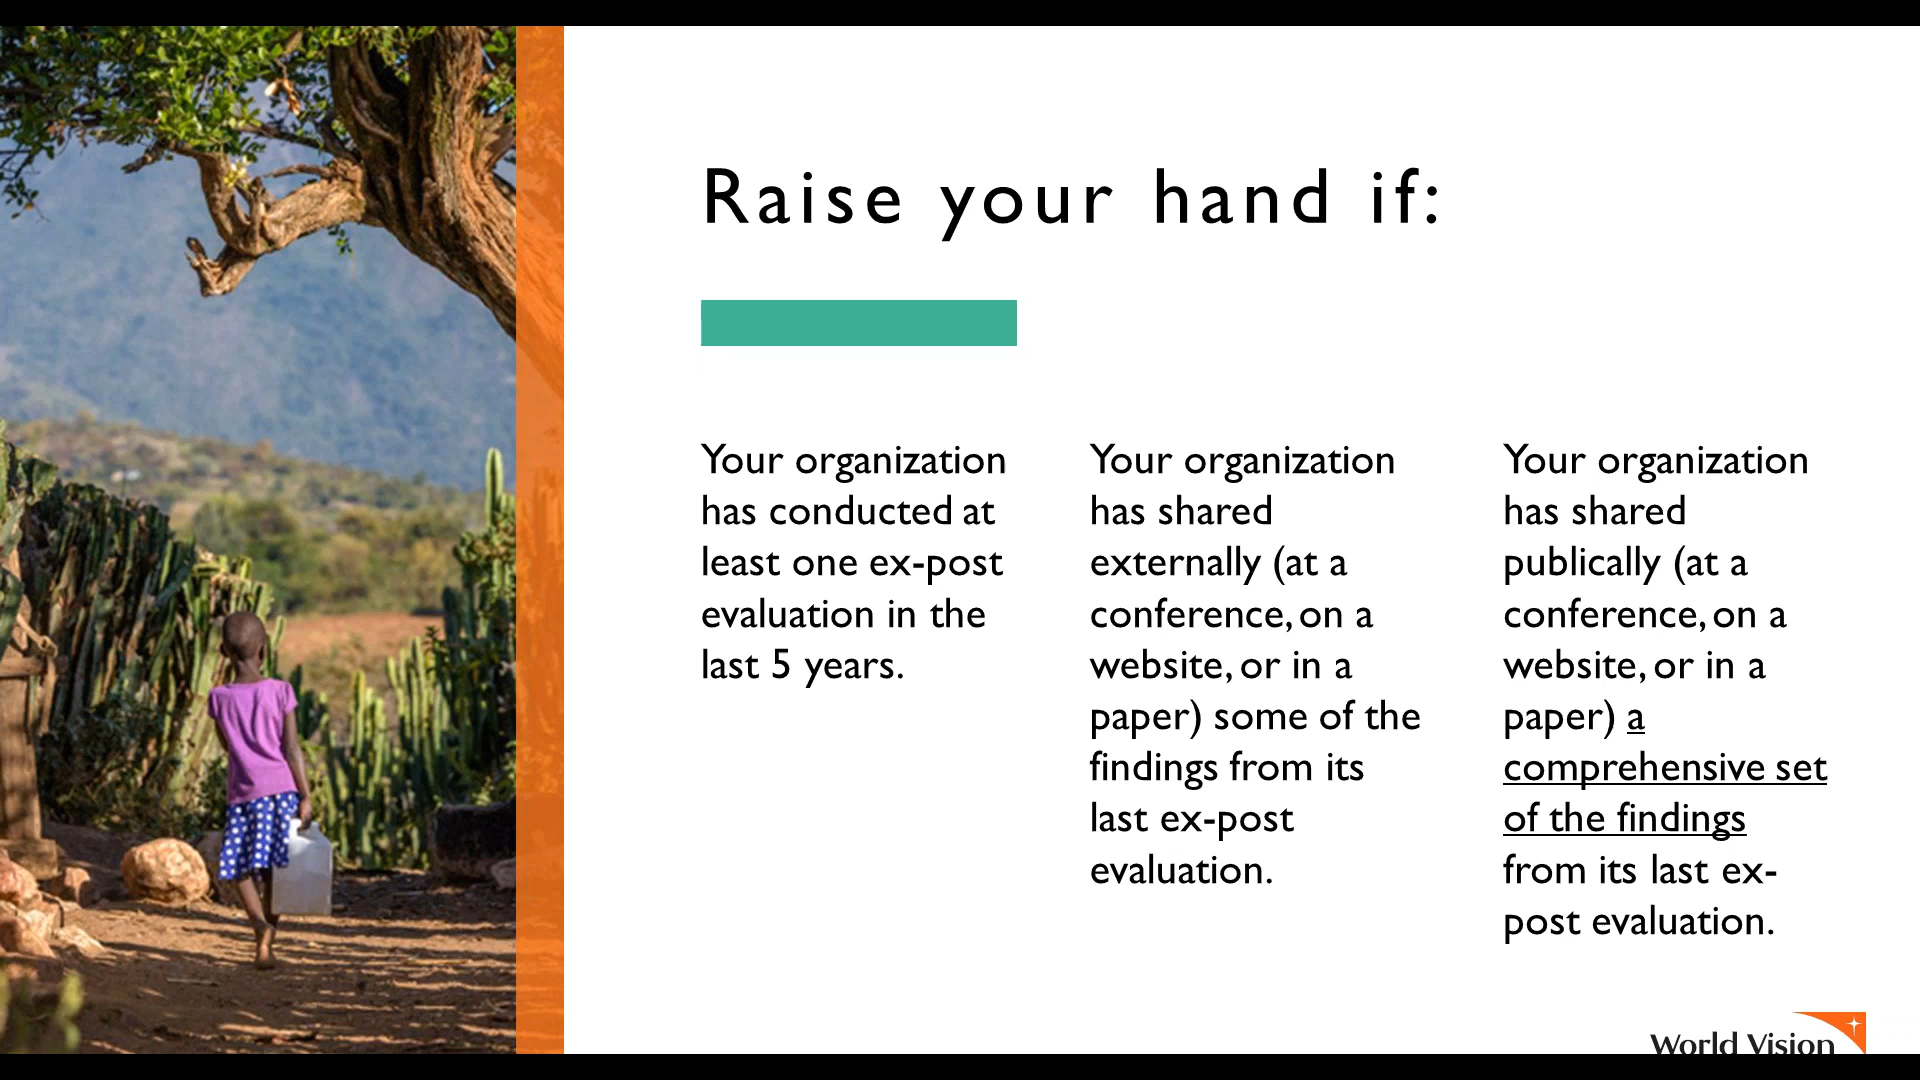 Raise your hand if:
Your organization
has conducted at
least one ex-post
evaluation in the
last 5 years.
Your organization
has shared
externally (at a
conference, on a
website, or in a
paper) some of the
findings from its
last ex-post
evaluation.
Your organization
has shared
publically (at a
conference, on a
website, or in a
paper) a
comprehensive set
of the findings
from its last ex-
post evaluation.
World Vision